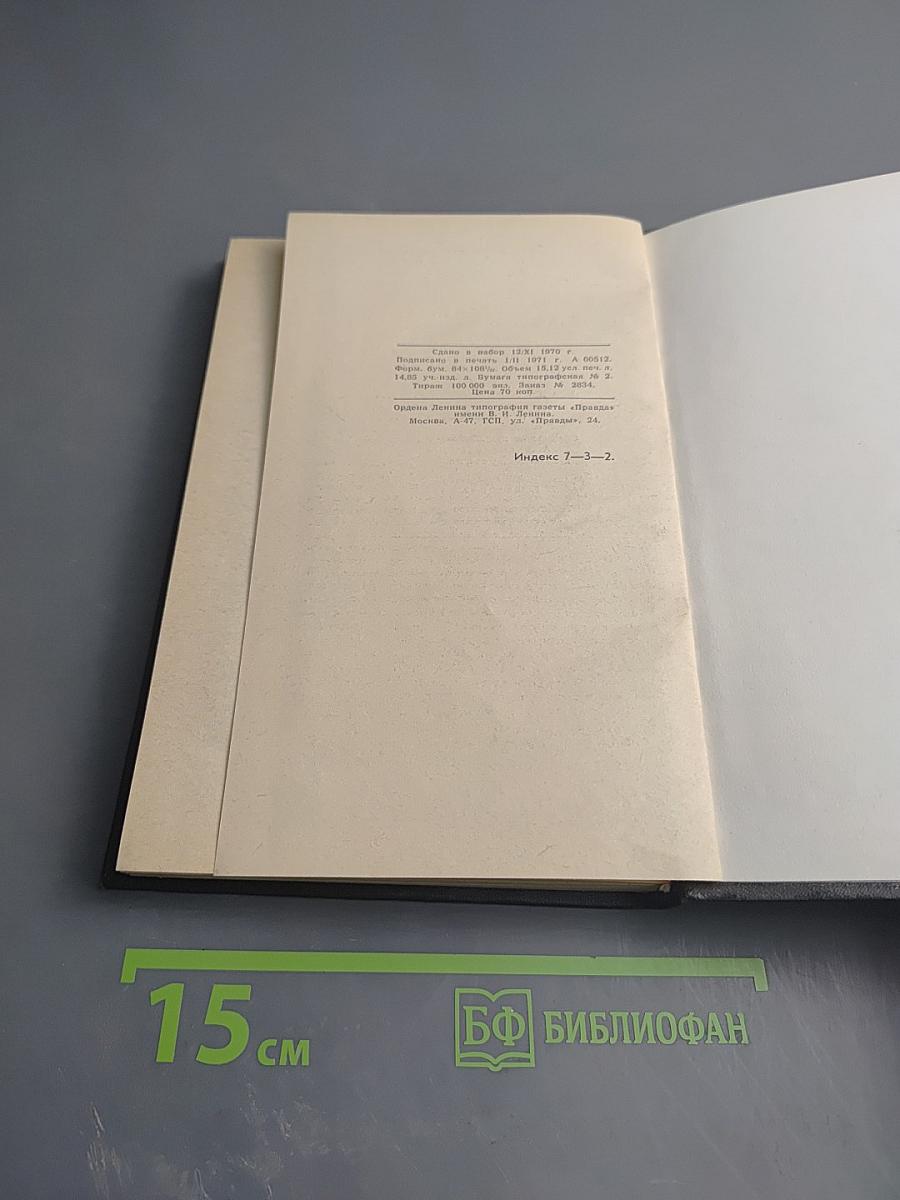 Сдано в набор 12/XI 1970 г.
Подписано в печать 1/II 1971 г. А 00512.
Форм. бум. 84×108¹/₃₂. Объем 15,12 усл. печ. л.
14,85 уч.-изд. л. Бумага типографская № 2.
Тираж 100 000 экз. Заказ № 2834.
Цена 70 коп.
Ордена Ленина типография газеты «Правда»
имени В. И. Ленина.
Москва, А-47, ГСП, ул. «Правды», 24.
Индекс 7—3—2.
15 см
БФ БИБЛИОФАН